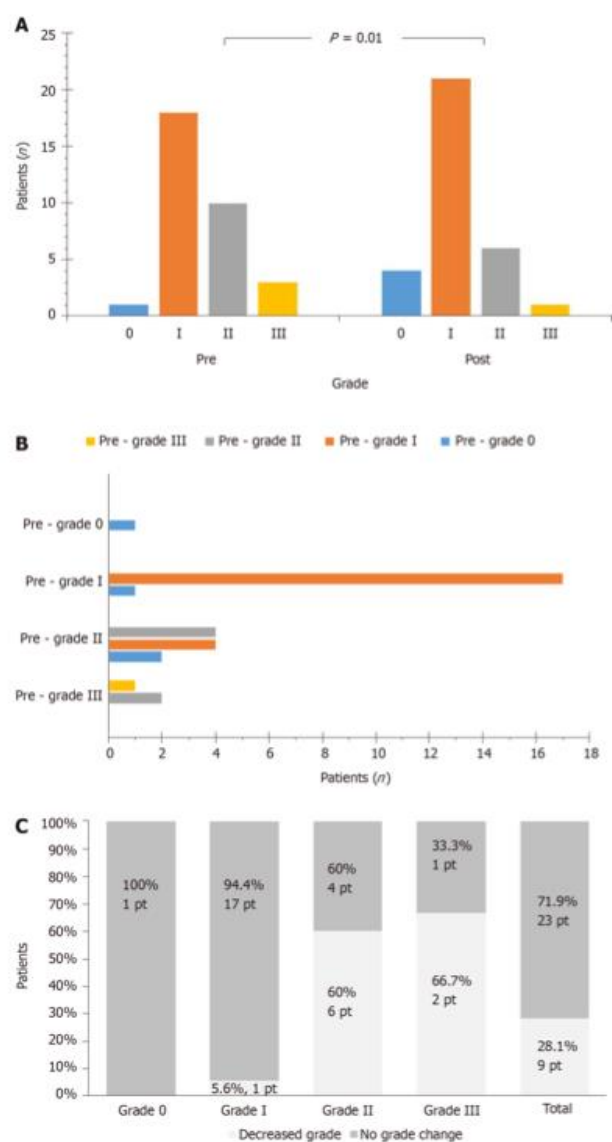 A
P = 0.01
25
20
15
10
5
0
Patients (n)
0 I II III 0 I II III
Pre Post
Grade
B
Pre - grade III Pre - grade II Pre - grade I Pre - grade 0
Pre - grade 0
Pre - grade I
Pre - grade II
Pre - grade III
0 2 4 6 8 10 12 14 16 18
Patients (n)
C
100%
90%
80%
70%
60%
50%
40%
30%
20%
10%
0%
Patients
100%
1 pt
94.4%
17 pt
5.6%, 1 pt
60%
4 pt
60%
6 pt
33.3%
1 pt
66.7%
2 pt
71.9%
23 pt
28.1%
9 pt
Grade 0 Grade I Grade II Grade III Total
Decreased grade No grade change